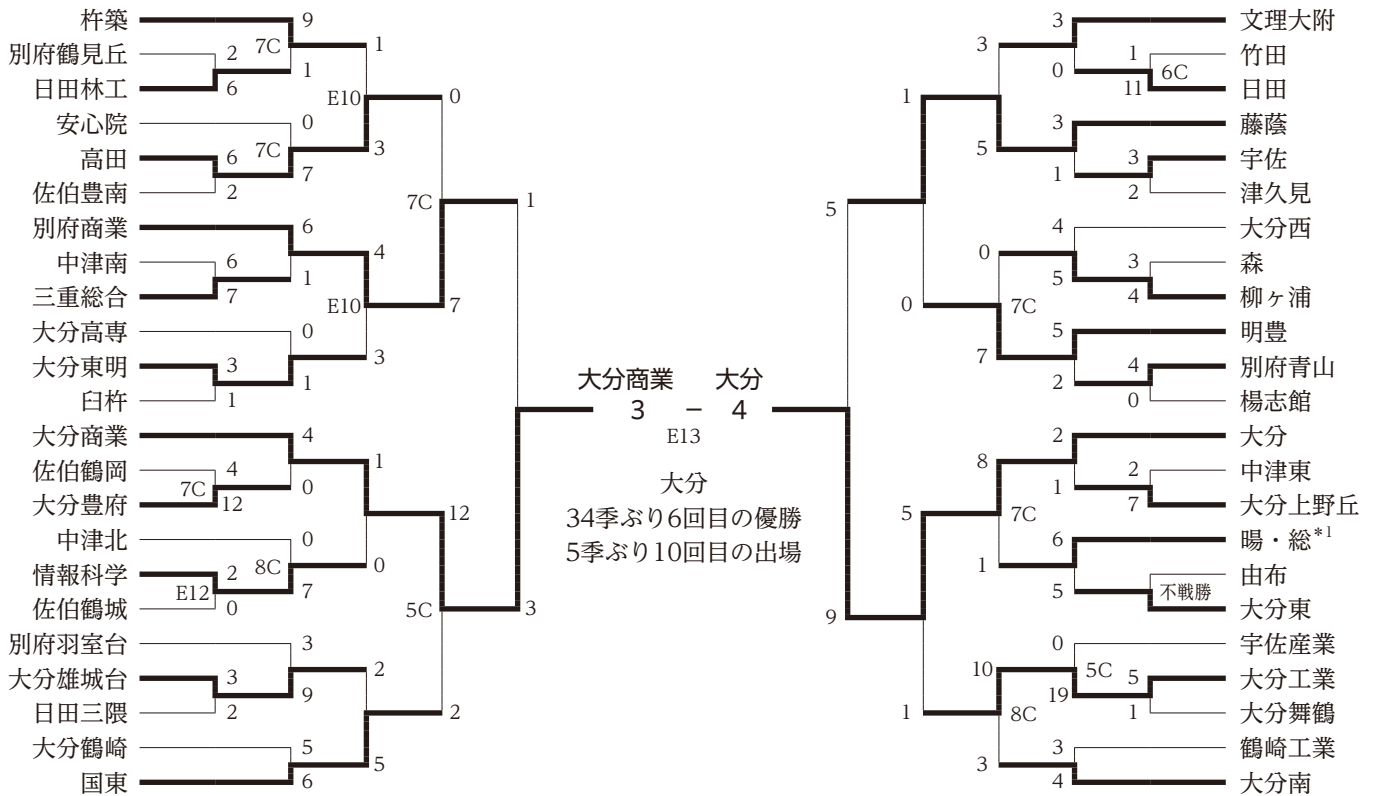 杵築
別府鶴見丘
日田林工
安心院
高田
佐伯豊南
別府商業
中津南
三重総合
大分高専
大分東明
臼杵
大分商業
佐伯鶴岡
大分豊府
中津北
情報科学
佐伯鶴城
別府羽室台
大分雄城台
日田三隈
大分鶴崎
国東
9
2
7C
1
6
1
0
E10
0
7C
6
7
3
2
7C
1
6
4
6
1
7
E10
7
0
3
3
1
1
4
1
4
7C
0
12
12
0
2
8C
7
0
E12
0
5C
3
3
2
3
9
2
2
5
5
6
大分商業 大分
3 − 4
E13
大分
34季ぶり6回目の優勝
5季ぶり10回目の出場
3
3
1
0
6C
11
1
3
5
3
1
2
5
4
0
3
5
4
0
7C
5
7
4
2
0
2
8
2
1
7
5
7C
6
1
5
不戦勝
9
0
10
5C
5
19
1
1
8C
3
3
4
文理大附
竹田
日田
藤蔭
宇佐
津久見
大分西
森
柳ヶ浦
明豊
別府青山
楊志館
大分
中津東
大分上野丘
暘・総*1
由布
大分東
宇佐産業
大分工業
大分舞鶴
鶴崎工業
大分南